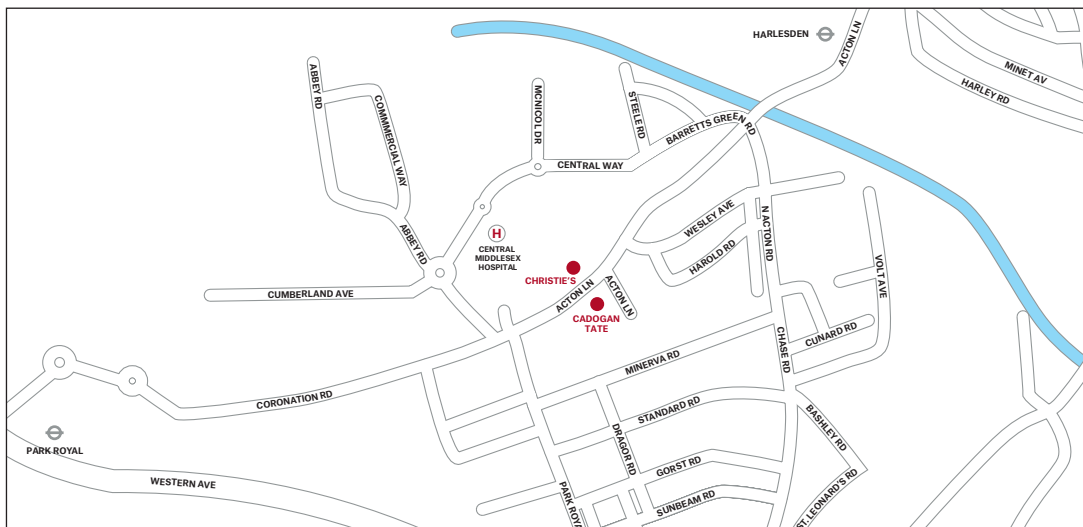 HARLESDEN
ACTON LN
MINET AV
HARLEY RD
ABBEY RD
COMMMERCIAL WAY
MCNICOL DR
STEELE RD
BARRETTS GREEN RD
CENTRAL WAY
ABBEY RD
H
CENTRAL
MIDDLESEX
HOSPITAL
WESLEY AVE
HAROLD RD
N ACTON RD
VOLT AVE
CHRISTIE'S
ACTON LN
ACTON LN
CUMBERLAND AVE
CADOGAN
TATE
MINERVA RD
CHASE RD
CUNARD RD
CORONATION RD
STANDARD RD
BASHLEY RD
PARK ROYAL
DRAGOR RD
GORST RD
WESTERN AVE
SUNBEAM RD
PARK ROYAL
ST. LEONARD'S RD